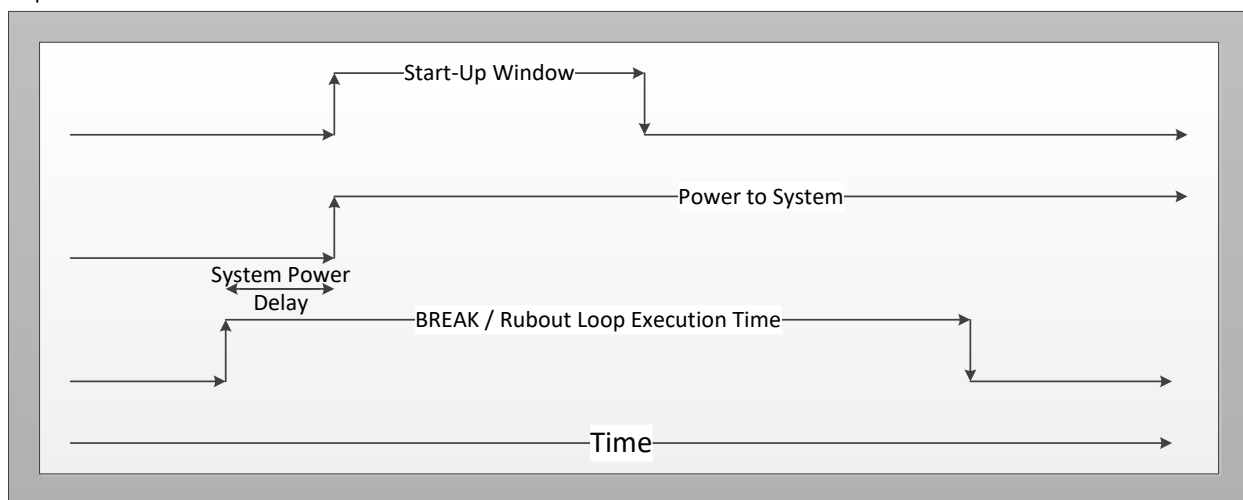 Start-Up Window
Power to System
System Power
Delay
BREAK / Rubout Loop Execution Time
Time